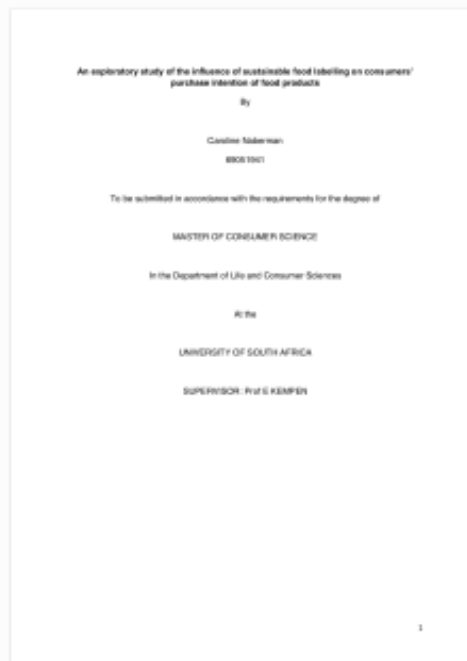 An exploratory study of the influence of sustainable food labelling on consumers'
purchase intention of food products
By
Caroline
To be submitted in accordance with the requirements for the degree of
MASTER OF CONSUMER SCIENCE
In the Department of Life and Consumer Sciences
At the
UNIVERSITY OF SOUTH AFRICA
SUPERVISOR: Prof E KEMPEN
1